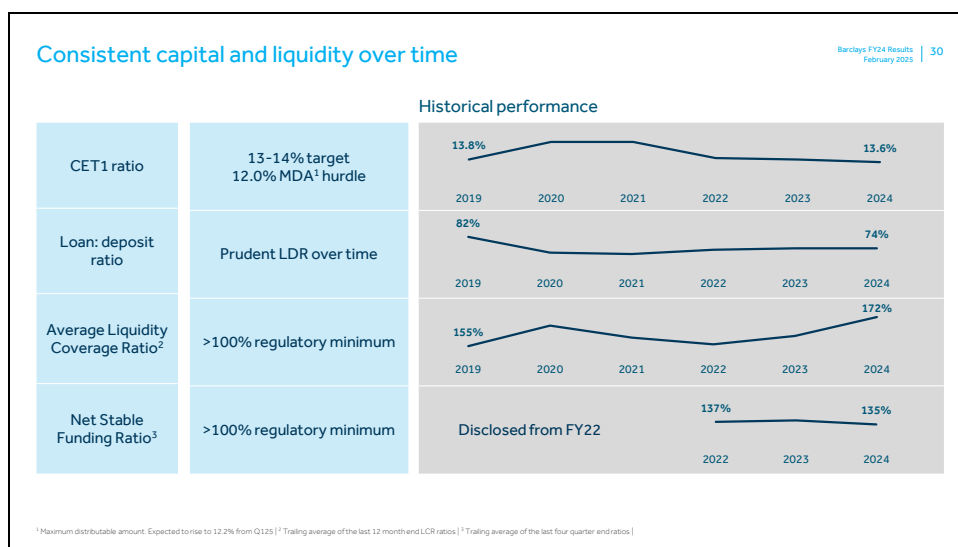 Consistent capital and liquidity over time
Barclays FY24 Results
February 2025
30
Historical performance
CET1 ratio
13-14% target
12.0% MDA¹ hurdle
13.8%
13.6%
2019 2020 2021 2022 2023 2024
Loan: deposit
ratio
Prudent LDR over time
82%
74%
2019 2020 2021 2022 2023 2024
Average Liquidity
Coverage Ratio²
>100% regulatory minimum
155%
172%
2019 2020 2021 2022 2023 2024
Net Stable
Funding Ratio³
>100% regulatory minimum
Disclosed from FY22
137%
135%
2022 2023 2024
¹ Maximum distributable amount. Expected to rise to 12.2% from Q125 | ² Trailing average of the last 12 month end LCR ratios | ³ Trailing average of the last four quarter end ratios |